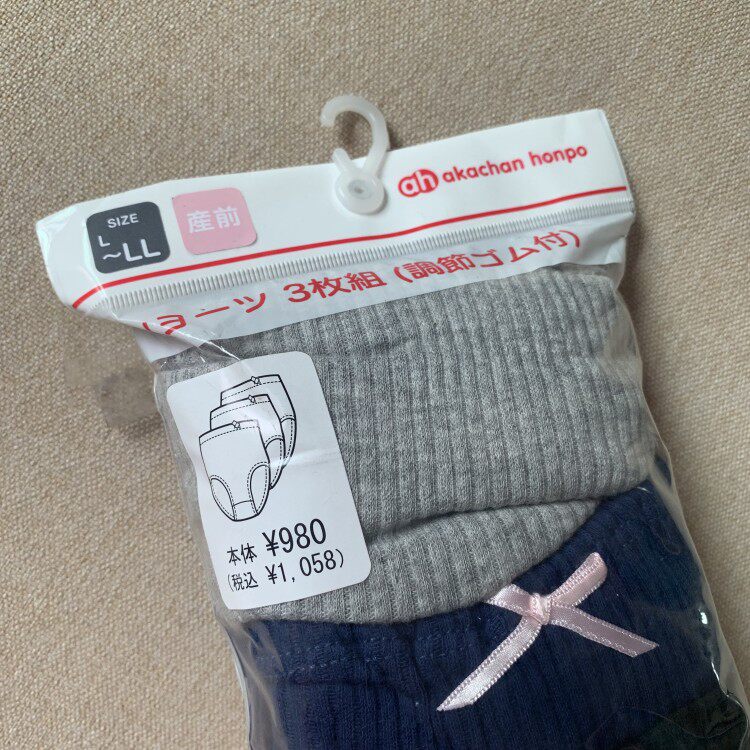 ah akachan honpo
SIZE
L
~LL
産前
ショーツ 3枚組 (調節ゴム付)
本体 ¥980
(税込 ¥1,058)